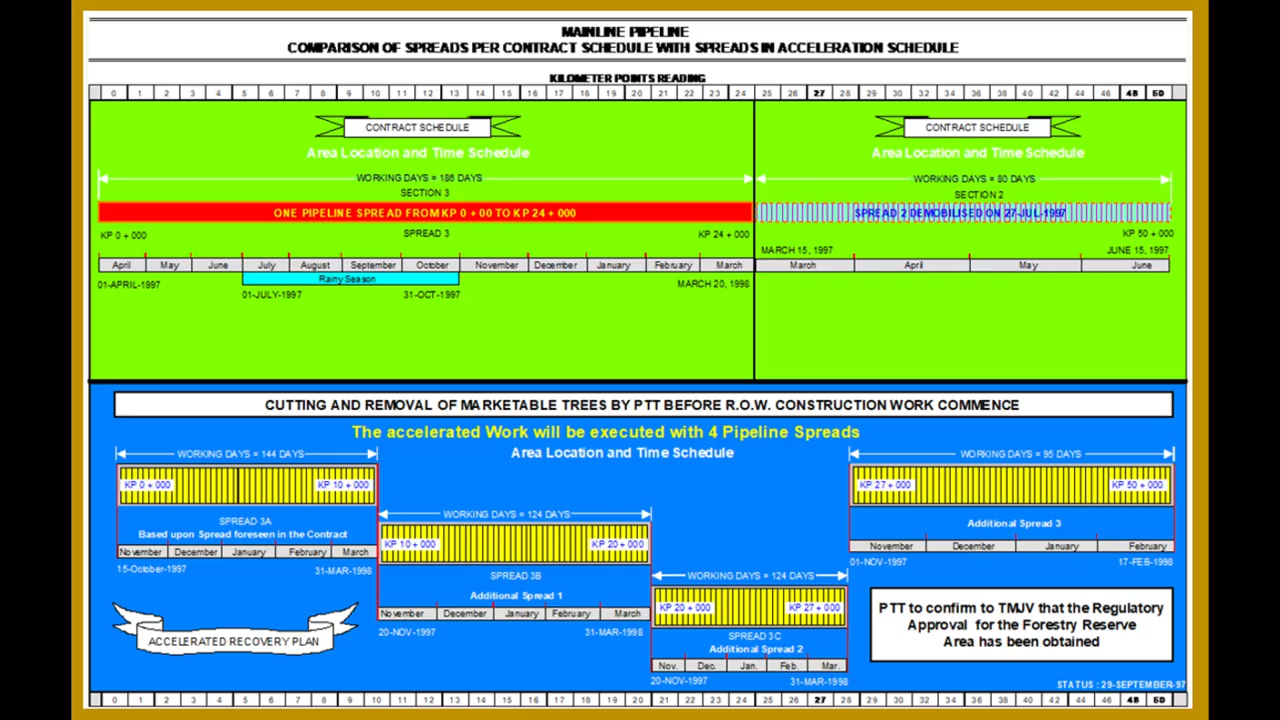 MAINLINE PIPELINE
COMPARISON OF SPREADS PER CONTRACT SCHEDULE WITH SPREADS IN ACCELERATION SCHEDULE
KILOMETER POINTS READING
0 1 2 3 4 5 6 7 8 9 10 11 12 13 14 15 16 17 18 19 20 21 22 23 24 25 26 27 28 29 30 32 34 36 38 40 42 44 46 48 50
CONTRACT SCHEDULE
Area Location and Time Schedule
WORKING DAYS = 186 DAYS
SECTION 3
ONE PIPELINE SPREAD FROM KP 0 + 00 TO KP 24 + 000
KP 0 + 000
SPREAD 3
KP 24 + 000
April May June July August September October November December January February March
Rainy Season
01-APRIL-1997
MARCH 20, 1998
01-JULY-1997
31-OCT-1997
CONTRACT SCHEDULE
Area Location and Time Schedule
WORKING DAYS = 80 DAYS
SECTION 2
SPREAD 2 DEMOBILISED ON 27-JUL-1997
KP 50 + 000
MARCH 15, 1997
JUNE 15, 1997
March April May June
CUTTING AND REMOVAL OF MARKETABLE TREES BY PTT BEFORE R.O.W. CONSTRUCTION WORK COMMENCE
The accelerated Work will be executed with 4 Pipeline Spreads
Area Location and Time Schedule
WORKING DAYS = 144 DAYS
KP 0 + 000
KP 10 + 000
SPREAD 3A
Based upon Spread foreseen in the Contract
November December January February March
15-October-1997
31-MAR-1998
WORKING DAYS = 124 DAYS
KP 10 + 000
KP 20 + 000
SPREAD 3B
Additional Spread 1
November December January February March
20-NOV-1997
31-MAR-1998
WORKING DAYS = 124 DAYS
KP 20 + 000
KP 27 + 000
SPREAD 3C
Additional Spread 2
Nov. Dec. Jan. Feb. Mar.
20-NOV-1997
31-MAR-1998
WORKING DAYS = 95 DAYS
KP 27 + 000
KP 50 + 000
Additional Spread 3
November December January February
01-NOV-1997
17-FEB-1998
ACCELERATED RECOVERY PLAN
PTT to confirm to TMJV that the Regulatory
Approval for the Forestry Reserve
Area has been obtained
STATUS : 29-SEPTEMBER-97
0 1 2 3 4 5 6 7 8 9 10 11 12 13 14 15 16 17 18 19 20 21 22 23 24 25 26 27 28 29 30 32 34 36 38 40 42 44 46 48 50